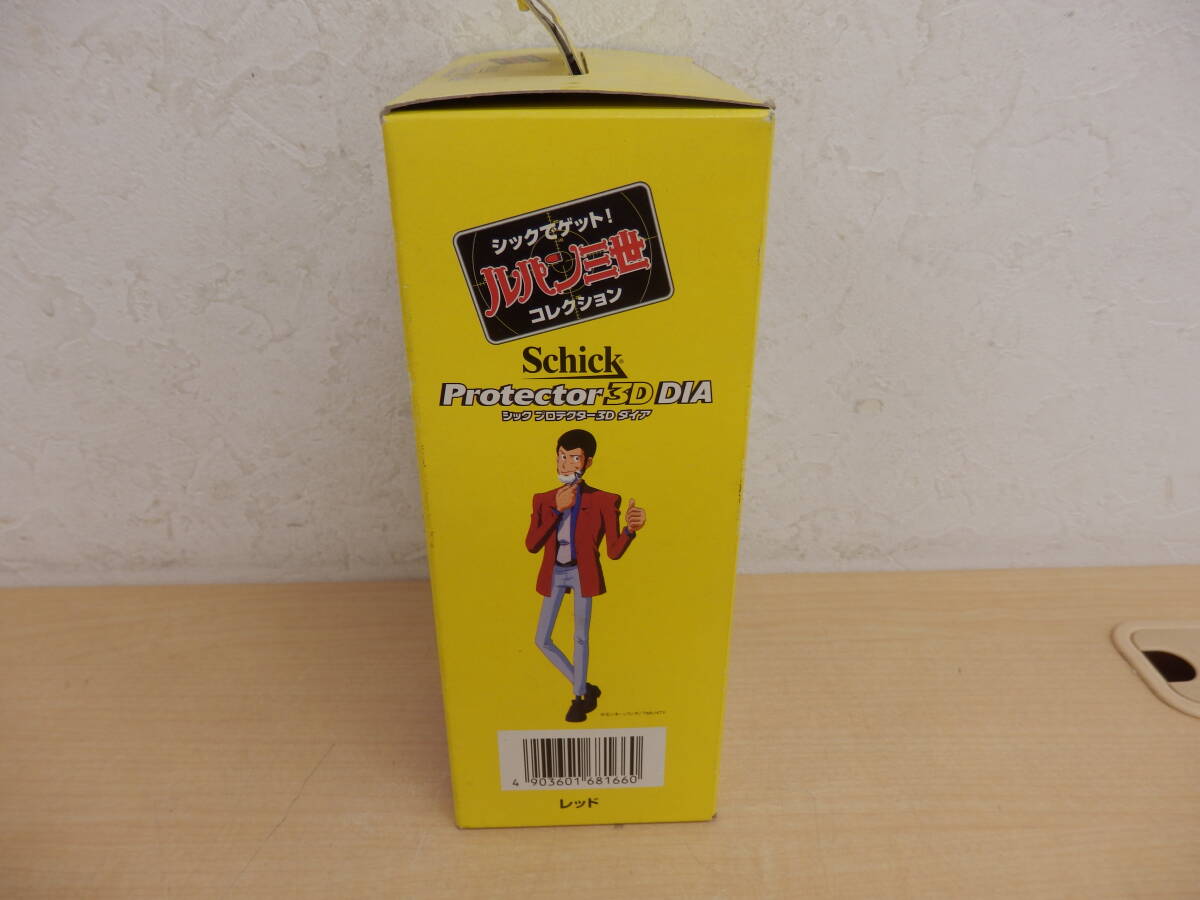 シックでゲット!
ルパン三世
コレクション
Schick
Protector 3D DIA
シック プロテクター3D ダイア
4 903601 681660
レッド